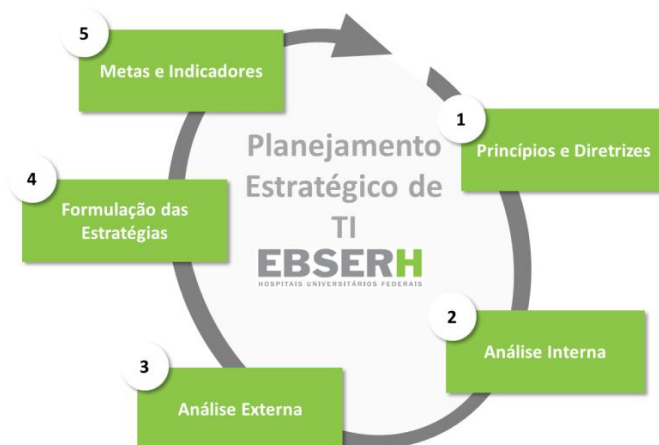 5
Metas e Indicadores
1
Princípios e Diretrizes
Planejamento
Estratégico de
TI
EBSERH
HOSPITAIS UNIVERSITÁRIOS FEDERAIS
4
Formulação das
Estratégias
2
Análise Interna
3
Análise Externa